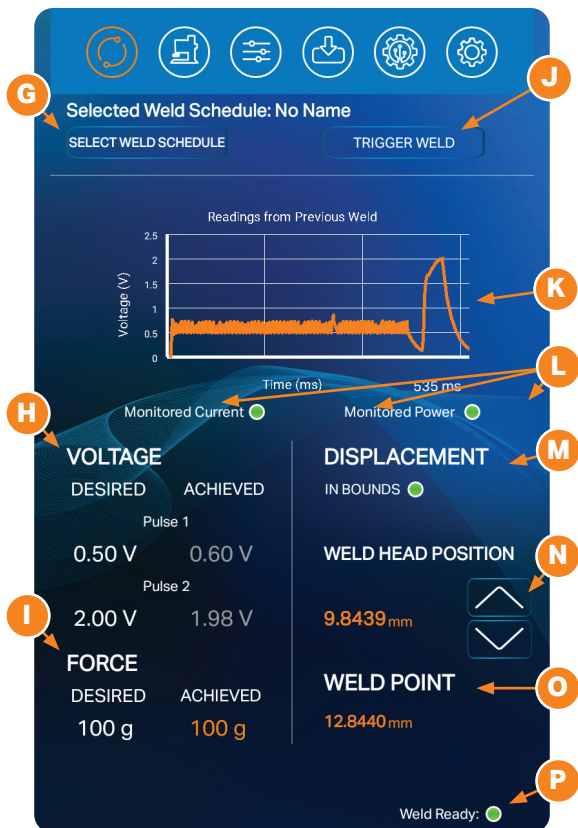 G
J
Selected Weld Schedule: No Name
SELECT WELD SCHEDULE
TRIGGER WELD
Readings from Previous Weld
Voltage (V)
2.5
2
1.5
1
0.5
0
K
Time (ms)
535 ms
L
Monitored Current
Monitored Power
H
VOLTAGE
DESIRED ACHIEVED
Pulse 1
0.50 V 0.60 V
Pulse 2
2.00 V 1.98 V
I
FORCE
DESIRED ACHIEVED
100 g 100 g
M
DISPLACEMENT
IN BOUNDS
N
WELD HEAD POSITION
9.8439 mm
WELD POINT
O
12.8440 mm
P
Weld Ready: